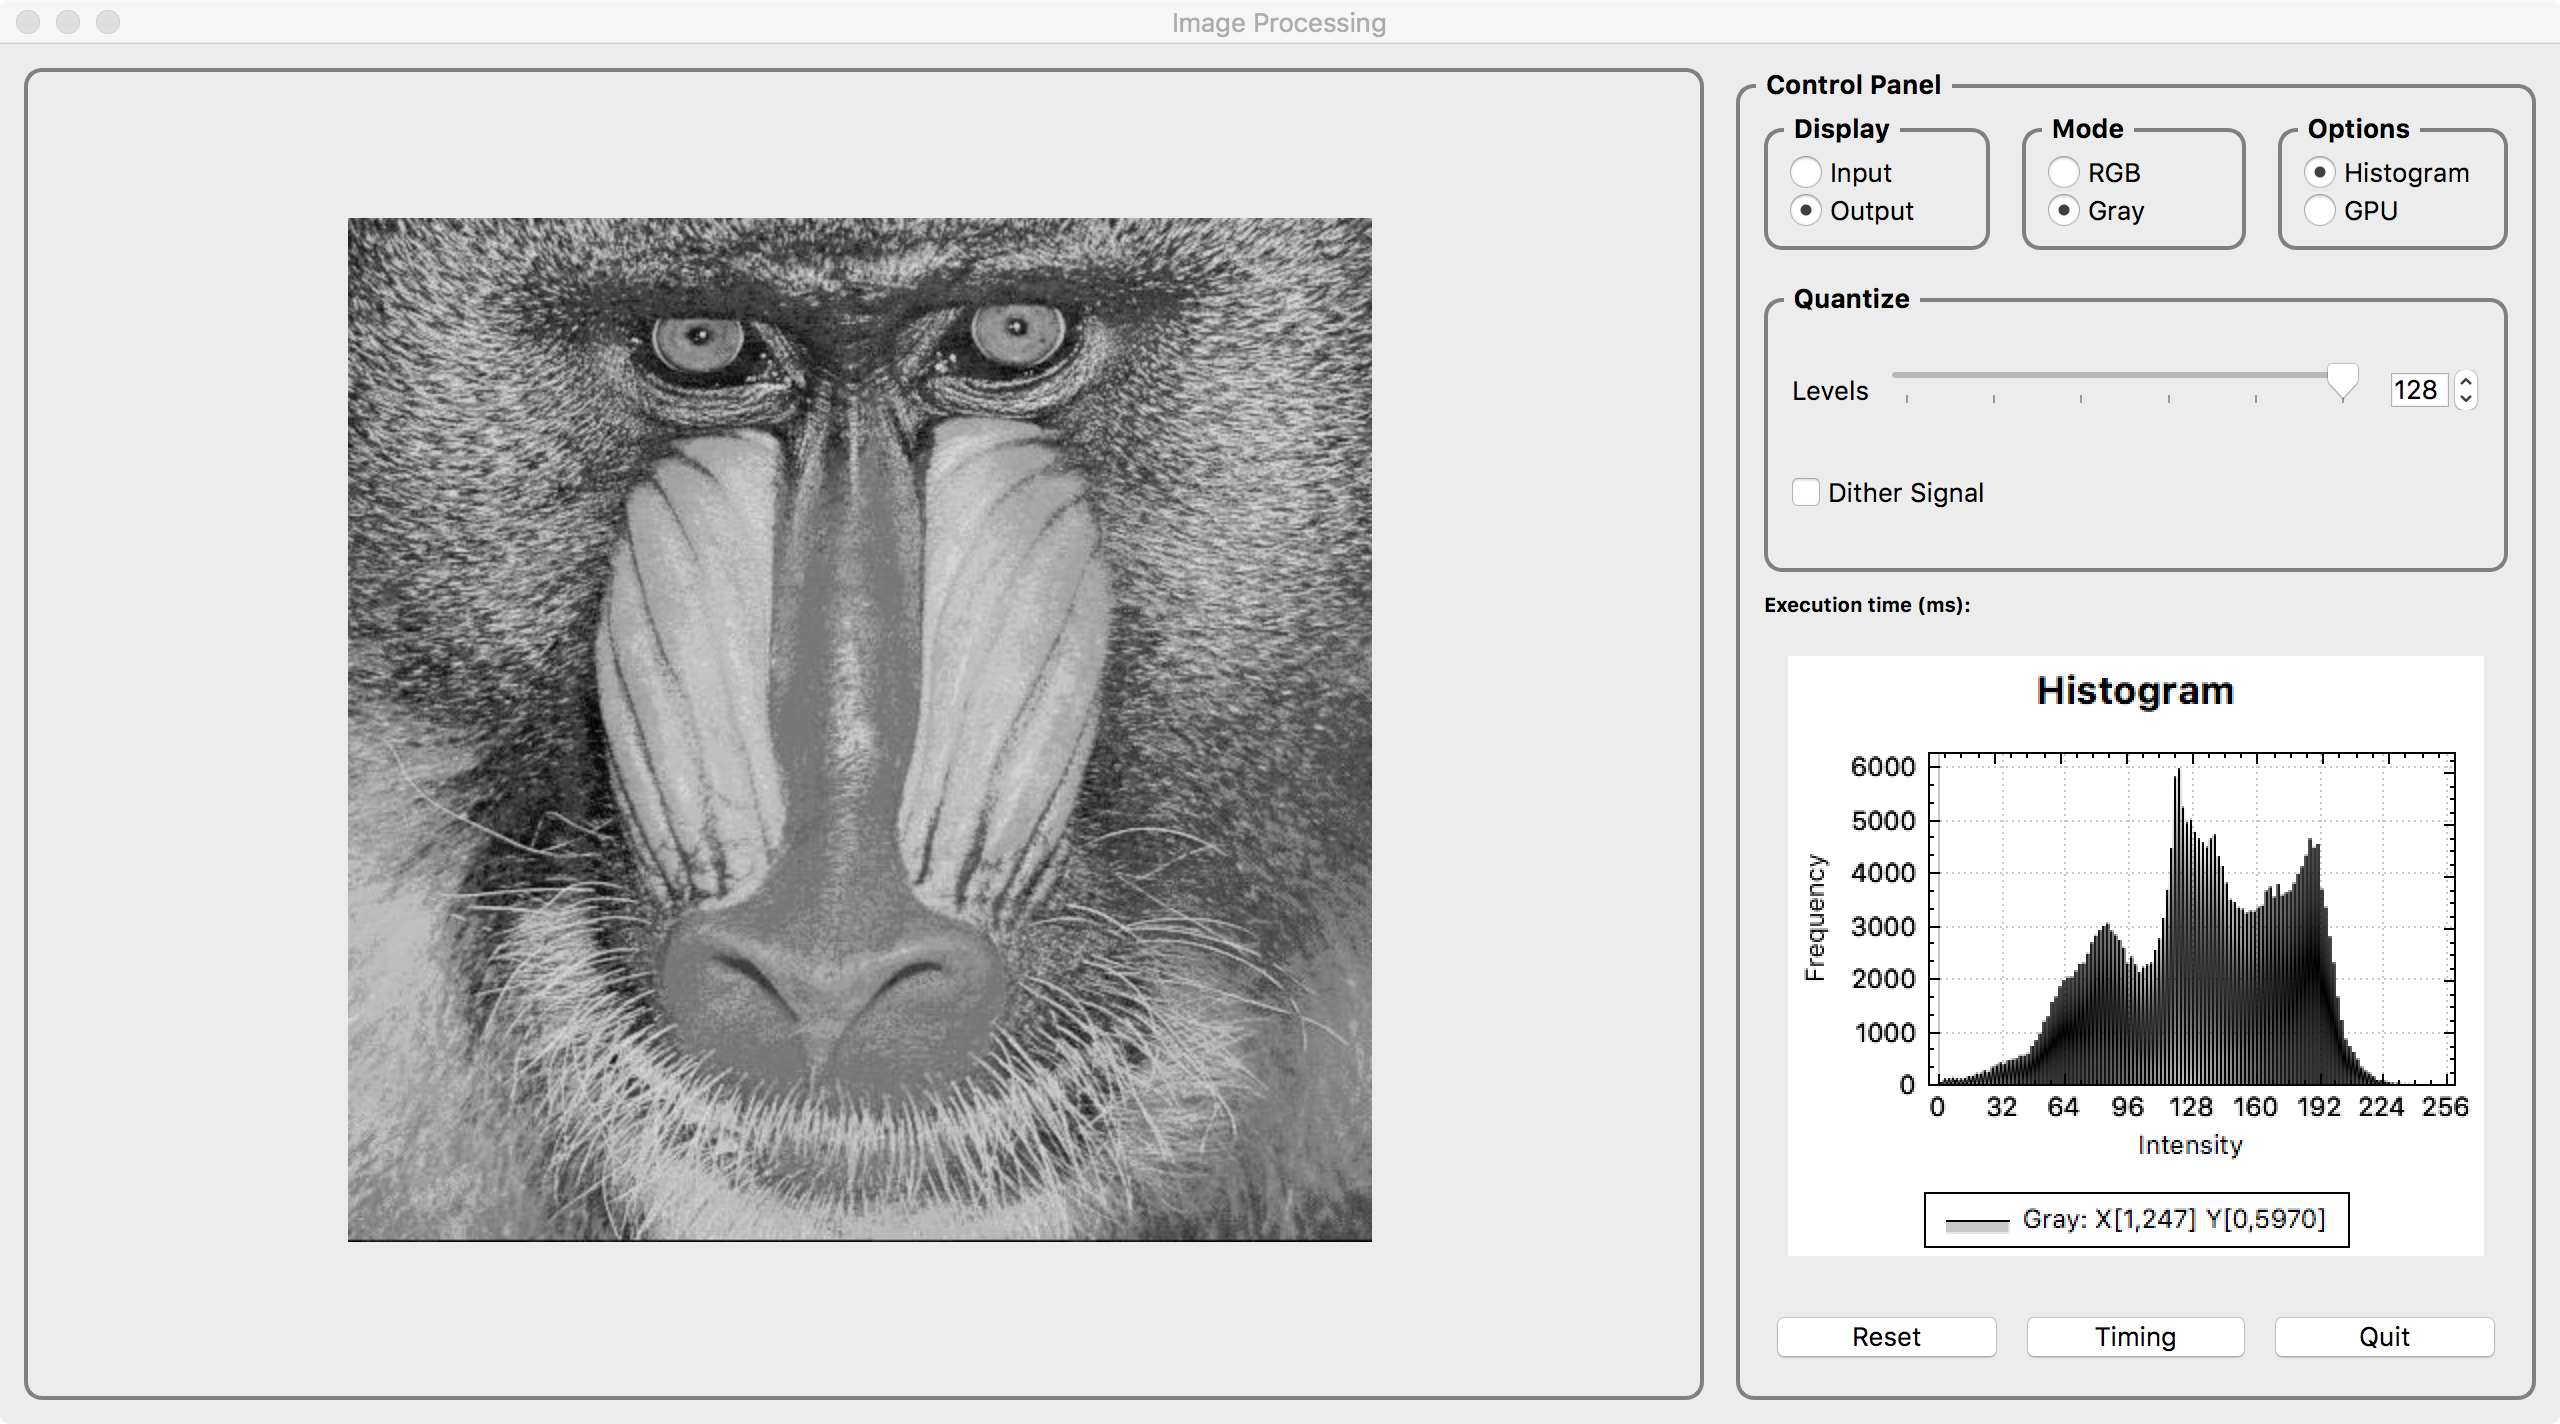 Image Processing
Control Panel
Display
Mode
Options
Input
RGB
Histogram
Output
Gray
GPU
Quantize
Levels
128
Dither Signal
Execution time (ms):
Histogram
6000
5000
4000
3000
2000
1000
0
Frequency
0 32 64 96 128 160 192 224 256
Intensity
Gray: X[1,247] Y[0,5970]
Reset
Timing
Quit